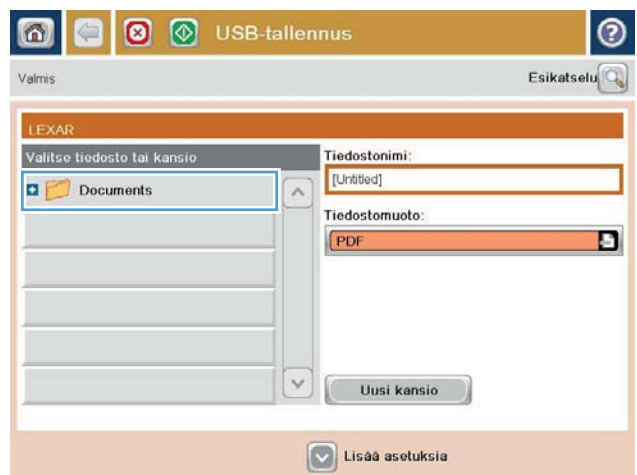 USB-tallennus
?
Valmis
Esikatselu
LEXAR
Valitse tiedosto tai kansio
Documents
Tiedostonimi:
[Untitled]
Tiedostomuoto:
PDF
Uusi kansio
Lisää asetuksia